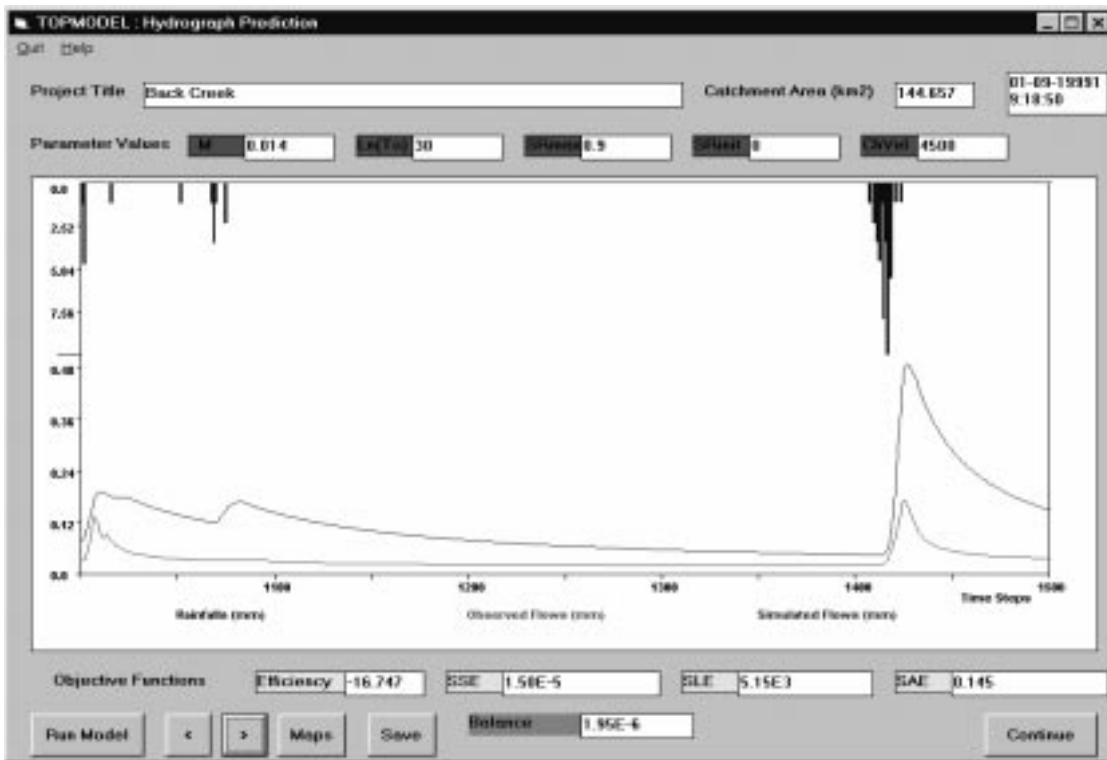 TOPMODEL : Hydrograph Prediction
Quit Help
Project Title Back Creek Catchment Area (km2) 144.657 01-09-19991
9:18:50
Parameter Values M 0.014 Ln(To) 30 SRmax 0.9 SRinit 0 ChVel 4500
0.0
2.52
5.04
7.56
0.48
0.36
0.24
0.12
0.0
1100 1200 1300 1400 1500
Time Steps
Rainfalls (mm) Observed Flows (mm) Simulated Flows (mm)
Objective Functions Efficiency -16.747 SSE 1.50E-5 SLE 5.15E3 SAE 0.145
Run Model < > Maps Save Balance 1.95E-6 Continue